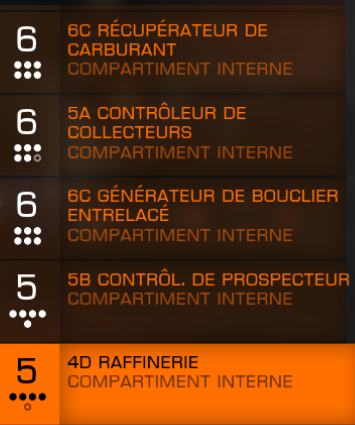 6
6C RÉCUPÉRATEUR DE
CARBURANT
COMPARTIMENT INTERNE
6
5A CONTRÔLEUR DE
COLLECTEURS
COMPARTIMENT INTERNE
6
6C GÉNÉRATEUR DE BOUCLIER
ENTRELACÉ
COMPARTIMENT INTERNE
5
5B CONTRÔL. DE PROSPECTEUR
COMPARTIMENT INTERNE
5
4D RAFFINERIE
COMPARTIMENT INTERNE